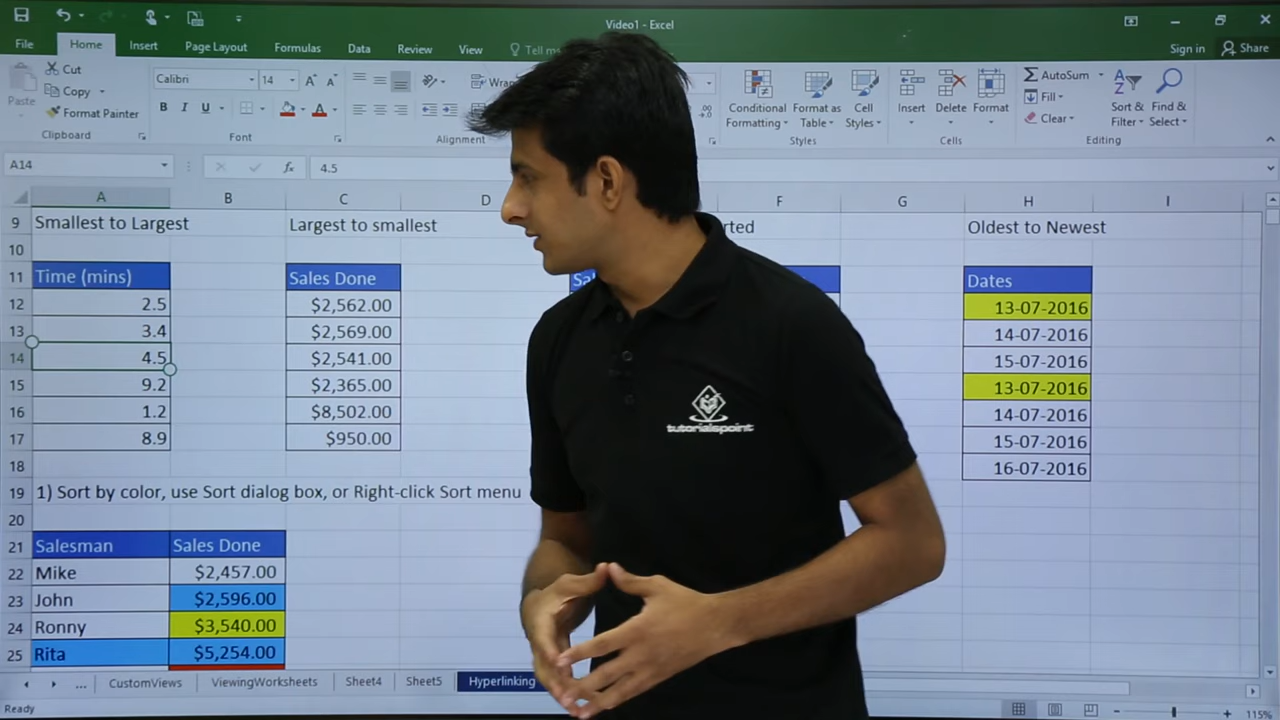 Video1 - Excel
File Home Insert Page Layout Formulas Data Review View Tell me Sign in Share
Cut
Copy
Format Painter
Paste
Clipboard
Calibri 14
B I U
Font
Wrap
Alignment
Conditional Formatting
Format as Table
Cell Styles
Styles
Insert Delete Format
Cells
AutoSum
Fill
Clear
Sort & Filter
Find & Select
Editing
A14 fx 4.5
A B C D F G H I
9 Smallest to Largest Largest to smallest Oldest to Newest
10
11 Time (mins) Sales Done Dates
12 2.5 $2,562.00 13-07-2016
13 3.4 $2,569.00 14-07-2016
14 4.5 $2,541.00 15-07-2016
15 9.2 $2,365.00 13-07-2016
16 1.2 $8,502.00 14-07-2016
17 8.9 $950.00 15-07-2016
18 16-07-2016
19 1) Sort by color, use Sort dialog box, or Right-click Sort menu
20
21 Salesman Sales Done
22 Mike $2,457.00
23 John $2,596.00
24 Ronny $3,540.00
25 Rita $5,254.00
tutorialspoint
... CustomViews ViewingWorksheets Sheet4 Sheet5 Hyperlinking
Ready 115%